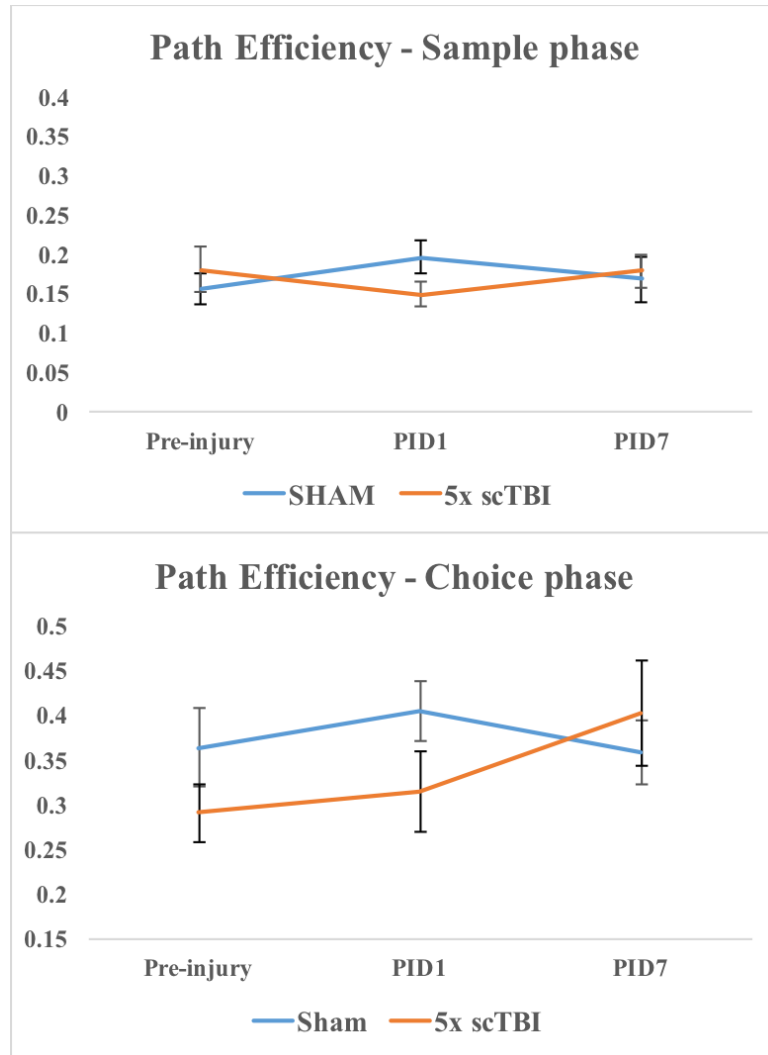 Path Efficiency - Sample phase
0.4
0.35
0.3
0.25
0.2
0.15
0.1
0.05
0
Pre-injury PID1 PID7
SHAM 5x scTBI
Path Efficiency - Choice phase
0.5
0.45
0.4
0.35
0.3
0.25
0.2
0.15
Pre-injury PID1 PID7
Sham 5x scTBI